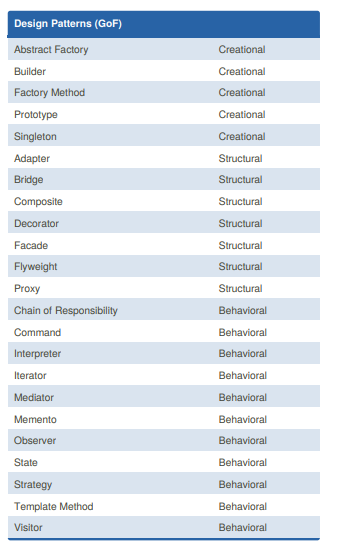 Design Patterns (GoF)
Abstract Factory Creational
Builder Creational
Factory Method Creational
Prototype Creational
Singleton Creational
Adapter Structural
Bridge Structural
Composite Structural
Decorator Structural
Facade Structural
Flyweight Structural
Proxy Structural
Chain of Responsibility Behavioral
Command Behavioral
Interpreter Behavioral
Iterator Behavioral
Mediator Behavioral
Memento Behavioral
Observer Behavioral
State Behavioral
Strategy Behavioral
Template Method Behavioral
Visitor Behavioral